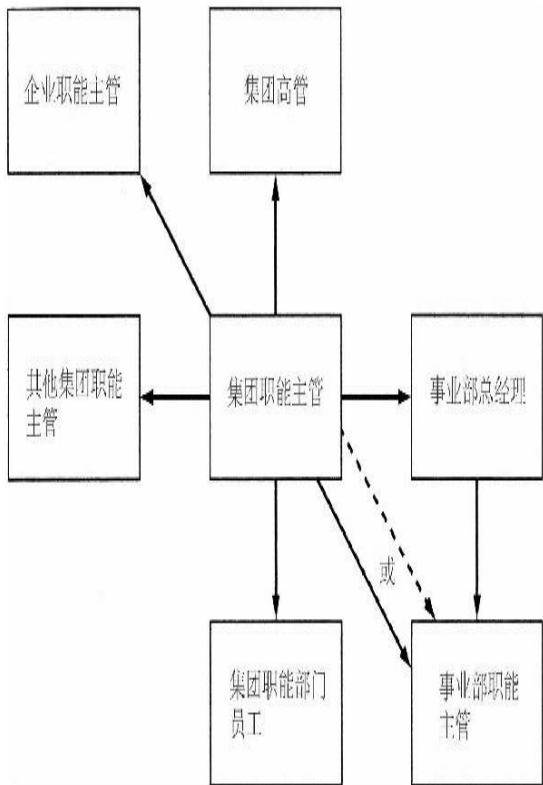 企业职能主管
集团高管
其他集团职能
主管
集团职能主管
事业部总经理
或
集团职能部门
员工
事业部职能
主管